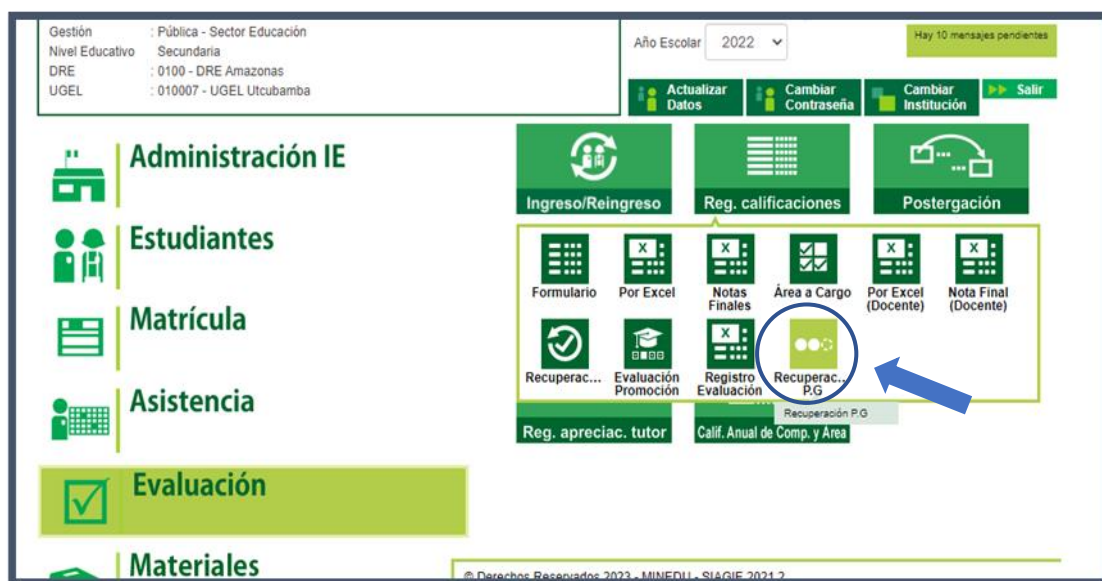 Gestión : Pública - Sector Educación
Nivel Educativo Secundaria
DRE : 0100 - DRE Amazonas
UGEL : 010007 - UGEL Utcubamba
Año Escolar 2022
Hay 10 mensajes pendientes
Actualizar Datos
Cambiar Contraseña
Cambiar Institución
Salir
Administración IE
Estudiantes
Matrícula
Asistencia
Evaluación
Materiales
Ingreso/Reingreso
Reg. calificaciones
Postergación
Formulario
Por Excel
Notas Finales
Área a Cargo
Por Excel (Docente)
Nota Final (Docente)
Recuperac...
Evaluación Promoción
Registro Evaluación
Recuperac... P.G
Recuperación P.G
Reg. apreciac. tutor
Calif. Anual de Comp. y Area
© Derechos Reservados 2023 - MINEDU - SIAGIE 2021.2